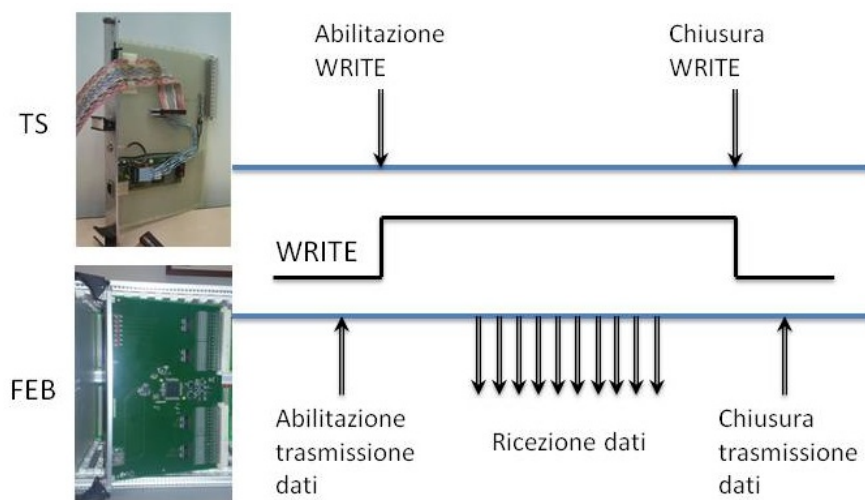 Abilitazione
WRITE
Chiusura
WRITE
TS
WRITE
FEB
Abilitazione
trasmissione
dati
Ricezione dati
Chiusura
trasmissione
dati